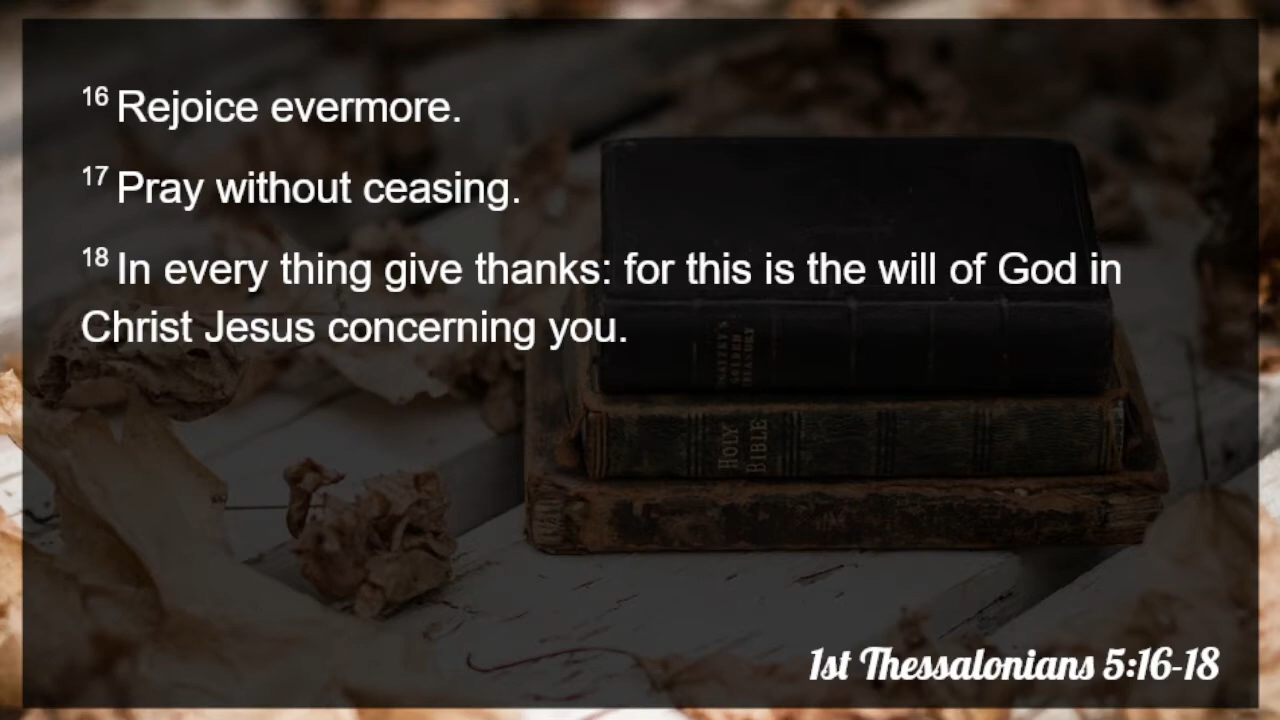 16 Rejoice evermore.
17 Pray without ceasing.
18 In every thing give thanks: for this is the will of God in
Christ Jesus concerning you.
HOLY
BIBLE
1st Thessalonians 5:16-18